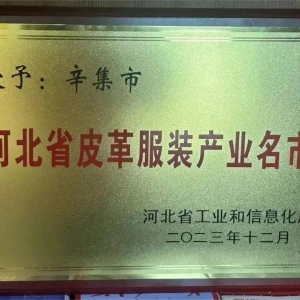 予：辛集市
河北省皮革服装产业名市
河北省工业和信息化
二〇二三年十二月